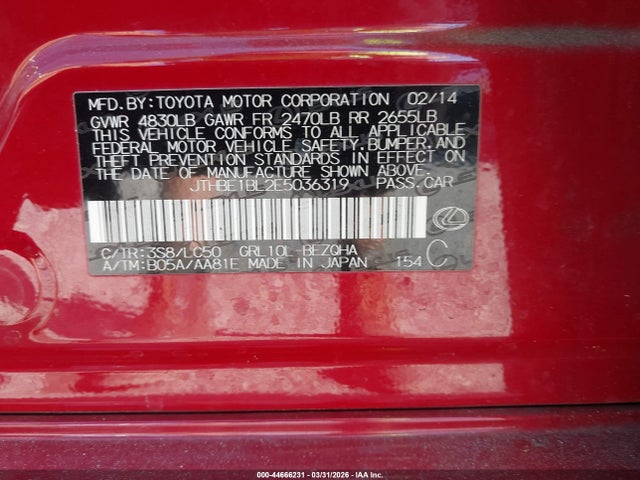 MFD.BY:TOYOTA MOTOR CORPORATION 02/14
GVWR 4830LB GAWR FR 2470LB RR 2655LB
THIS VEHICLE CONFORMS TO ALL APPLICABLE
FEDERAL MOTOR VEHICLE SAFETY,BUMPER,AND
THEFT PREVENTION STANDARDS IN EFFECT ON
THE DATE OF MANUFACTURE SHOWN ABOVE.
JTHBE1BL2E5036319 PASS.CAR
C/TR:3S8/LC50 GRL10L-BEZQHA
A/TM:B05A/AA81E MADE IN JAPAN 154 C
000-44666231 - 03/31/2026 - IAA Inc.